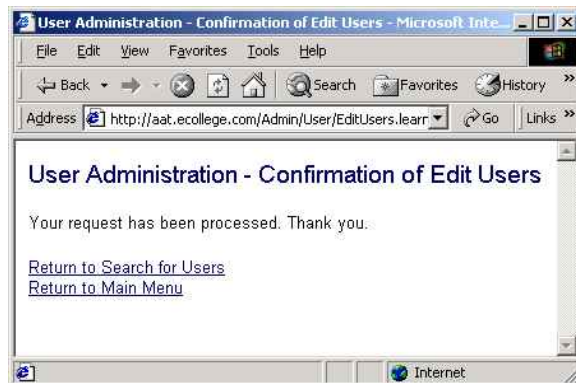 User Administration - Confirmation of Edit Users - Microsoft Inte...
File Edit View Favorites Tools Help
Back Search Favorites History »
Address http://aat.ecollege.com/Admin/User/EditUsers.learr Go Links »
User Administration - Confirmation of Edit Users
Your request has been processed. Thank you.
Return to Search for Users
Return to Main Menu
Internet